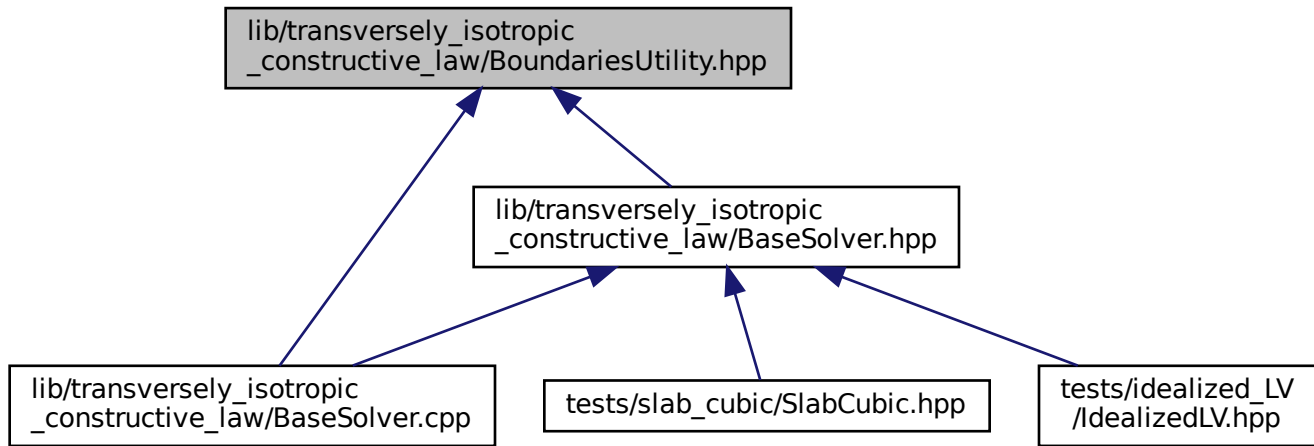 lib/transversely_isotropic
_constructive_law/BoundariesUtility.hpp
lib/transversely_isotropic
_constructive_law/BaseSolver.hpp
lib/transversely_isotropic
_constructive_law/BaseSolver.cpp
tests/slab_cubic/SlabCubic.hpp
tests/idealized_LV
/IdealizedLV.hpp